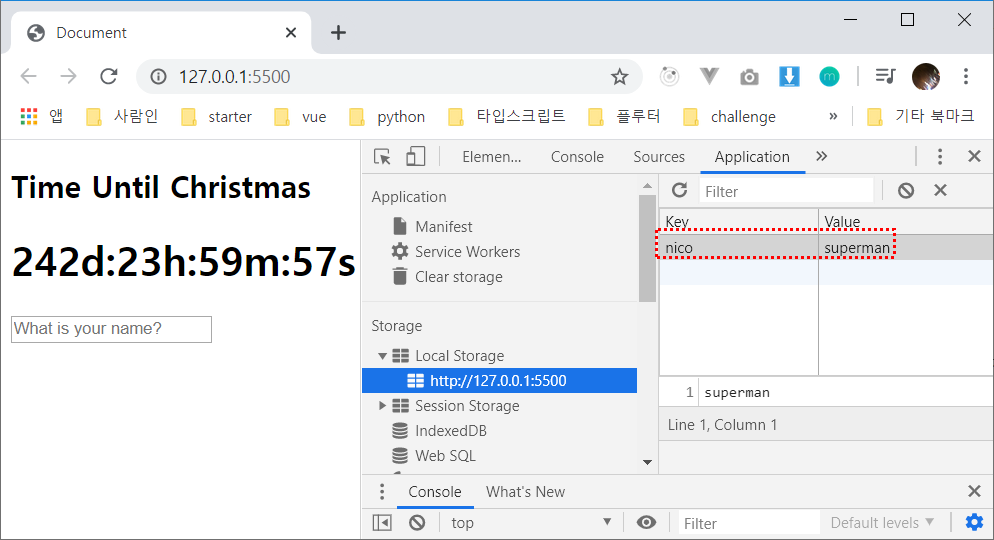 Document
127.0.0.1:5500
앱 사람인 starter vue python 타입스크립트 플루터 challenge » 기타 북마크
Time Until Christmas
242d:23h:59m:57s
What is your name?
Elemen... Console Sources Application »
Application
Manifest
Service Workers
Clear storage
Storage
Local Storage
http://127.0.0.1:5500
Session Storage
IndexedDB
Web SQL
Filter
Key Value
nico superman
1 superman
Line 1, Column 1
Console What's New
top Filter Default levels